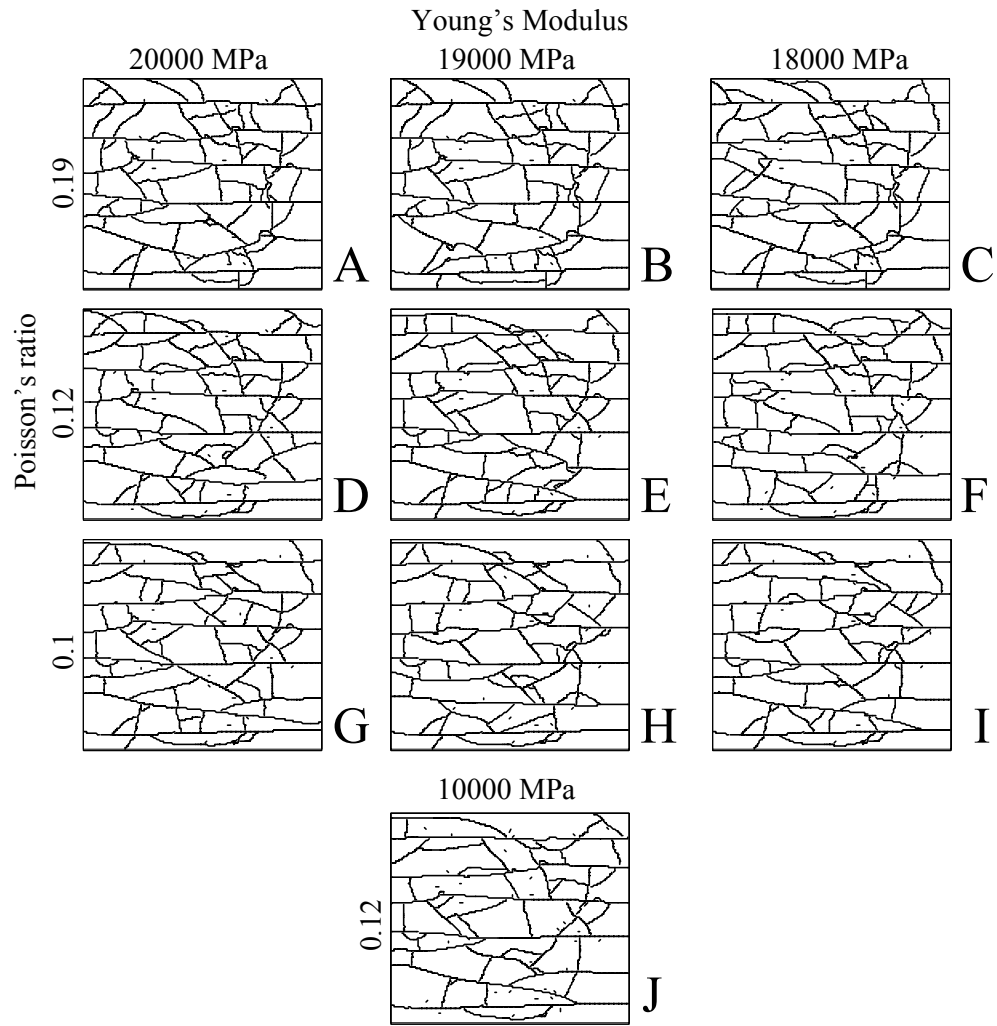 Young's Modulus
20000 MPa 19000 MPa 18000 MPa
Poisson's ratio
0.19
A B C
0.12
D E F
0.1
G H I
10000 MPa
0.12
J